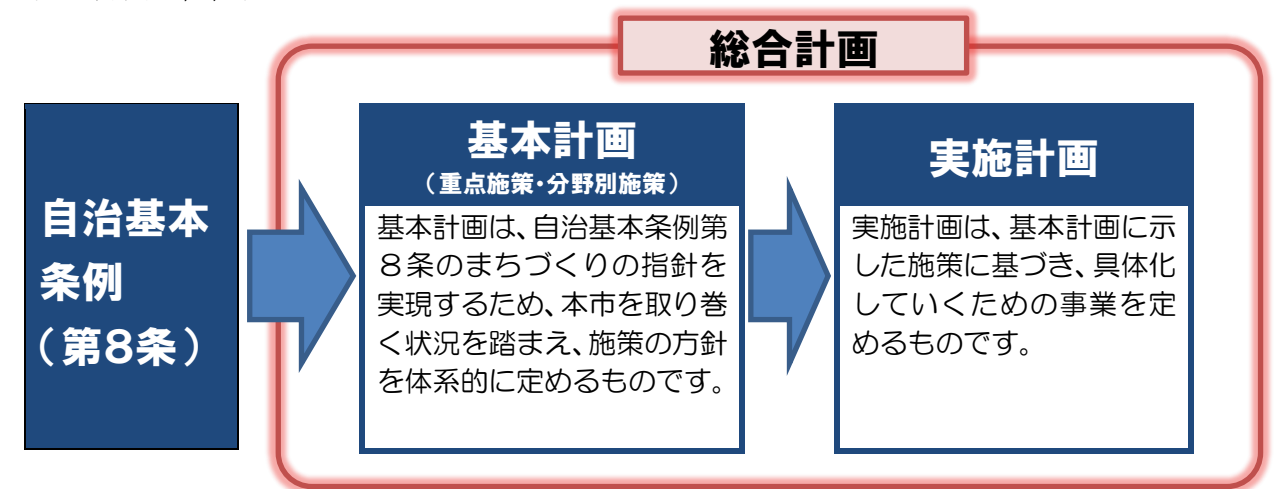 総合計画
自治基本
条例
（第8条）
基本計画
（重点施策・分野別施策）
基本計画は、自治基本条例第
８条のまちづくりの指針を
実現するため、本市を取り巻
く状況を踏まえ、施策の方針
を体系的に定めるものです。
実施計画
実施計画は、基本計画に示
した施策に基づき、具体化
していくための事業を定
めるものです。